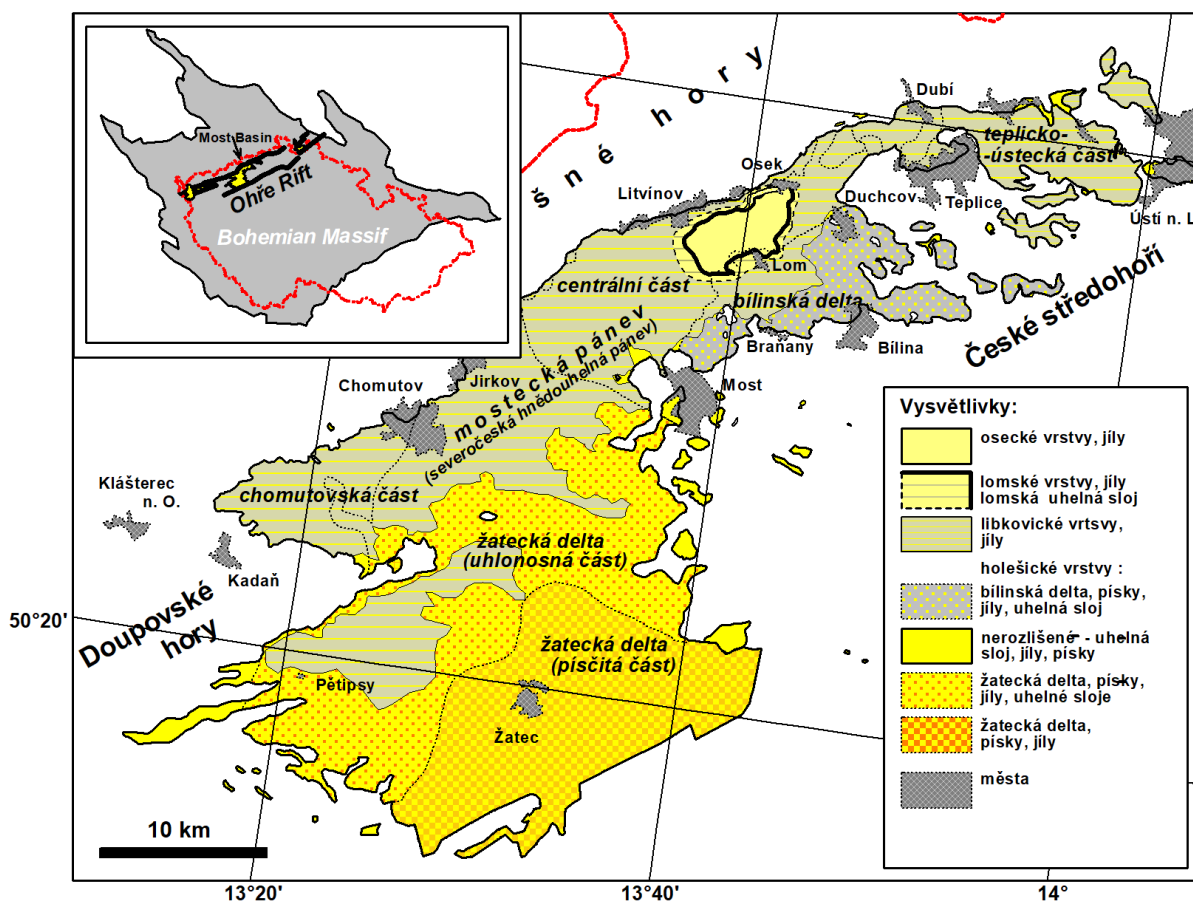 Most Basin
Ohře Rift
Bohemian Massif
š n é h o r y
Dubí
teplicko-
-ústecká část
Osek
Litvínov
Duchcov
Teplice
Ústí n. L
Lom
centrální část
bílinská delta
České středohoří
Braňany
Bílina
mostecká pánev
(severočeská hnědouhelná pánev)
Jirkov
Chomutov
Most
Klášterec
n. O.
chomutovská část
Kadaň
žatecká delta
(uhlonosná část)
50°20'
Doupovské
hory
žatecká delta
(písčitá část)
Pětipsy
Žatec
10 km
13°20'
13°40'
14°
Vysvětlivky:
osecké vrstvy, jíly
lomské vrstvy, jíly
lomská uhelná sloj
libkovické vrtsvy,
jíly
holešické vrstvy :
bílinská delta, písky,
jíly, uhelná sloj
nerozlišené - uhelná
sloj, jíly, písky
žatecká delta, písky,
jíly, uhelné sloje
žatecká delta,
písky, jíly
města